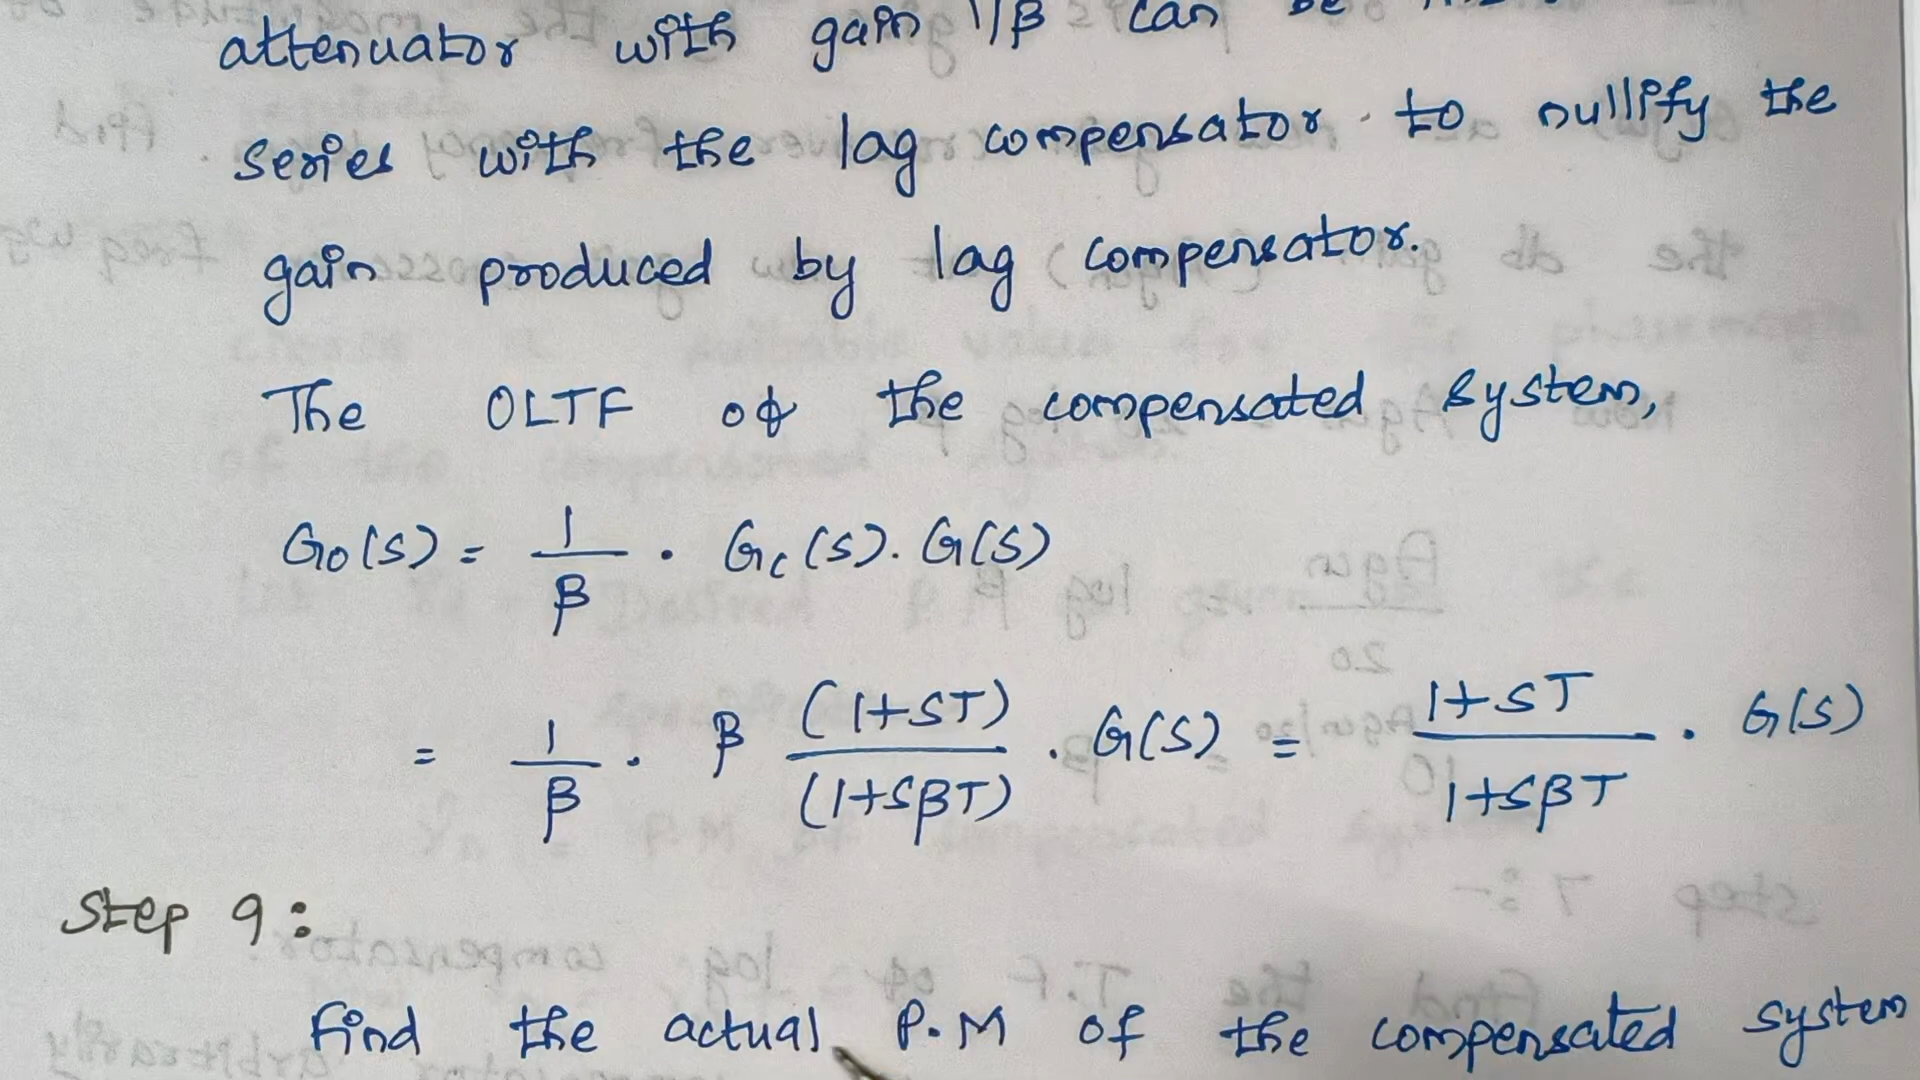 attenuator with gain 1/β can be
series with the lag compensator to nullify the
gain produced by lag compensator.
The OLTF of the compensated system,
G₀(s) = 1/β · Gc(s). G(s)
= 1/β · β (1+ST)/(1+SβT) · G(s) = 1+ST/1+SβT · G(s)
Step 9:
Find the actual P.M of the compensated system